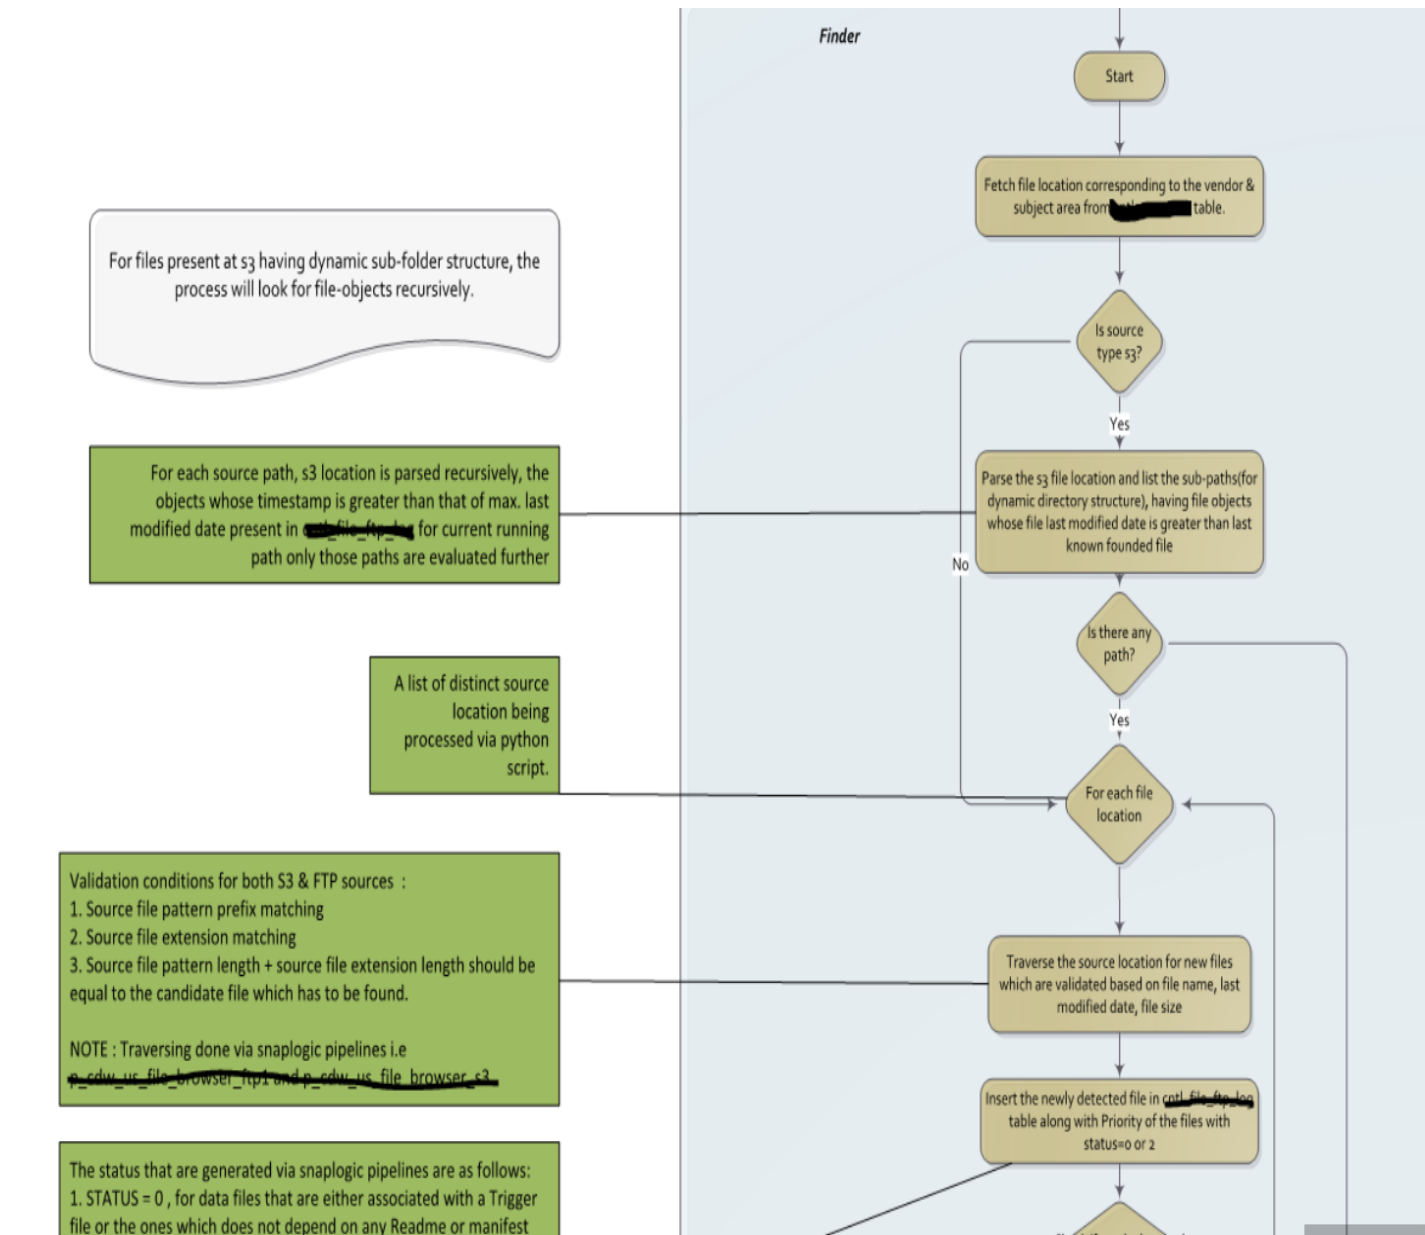 Finder
Start
Fetch file location corresponding to the vendor &
subject area from table.
For files present at s3 having dynamic sub-folder structure, the
process will look for file-objects recursively.
Is source
type s3?
Yes
For each source path, s3 location is parsed recursively, the
objects whose timestamp is greater than that of max. last
modified date present in for current running
path only those paths are evaluated further
Parse the s3 file location and list the sub-paths(for
dynamic directory structure), having file objects
whose file last modified date is greater than last
known founded file
No
Is there any
path?
Yes
A list of distinct source
location being
processed via python
script.
For each file
location
Validation conditions for both S3 & FTP sources :
1. Source file pattern prefix matching
2. Source file extension matching
3. Source file pattern length + source file extension length should be
equal to the candidate file which has to be found.
NOTE : Traversing done via snaplogic pipelines i.e
p_cdw_us_file_browser_ftp1 and p_cdw_us_file_browser_s3
Traverse the source location for new files
which are validated based on file name, last
modified date, file size
Insert the newly detected file in cntl_file_ftp_log
table along with Priority of the files with
status=0 or 2
The status that are generated via snaplogic pipelines are as follows:
1. STATUS = 0 , for data files that are either associated with a Trigger
file or the ones which does not depend on any Readme or manifest